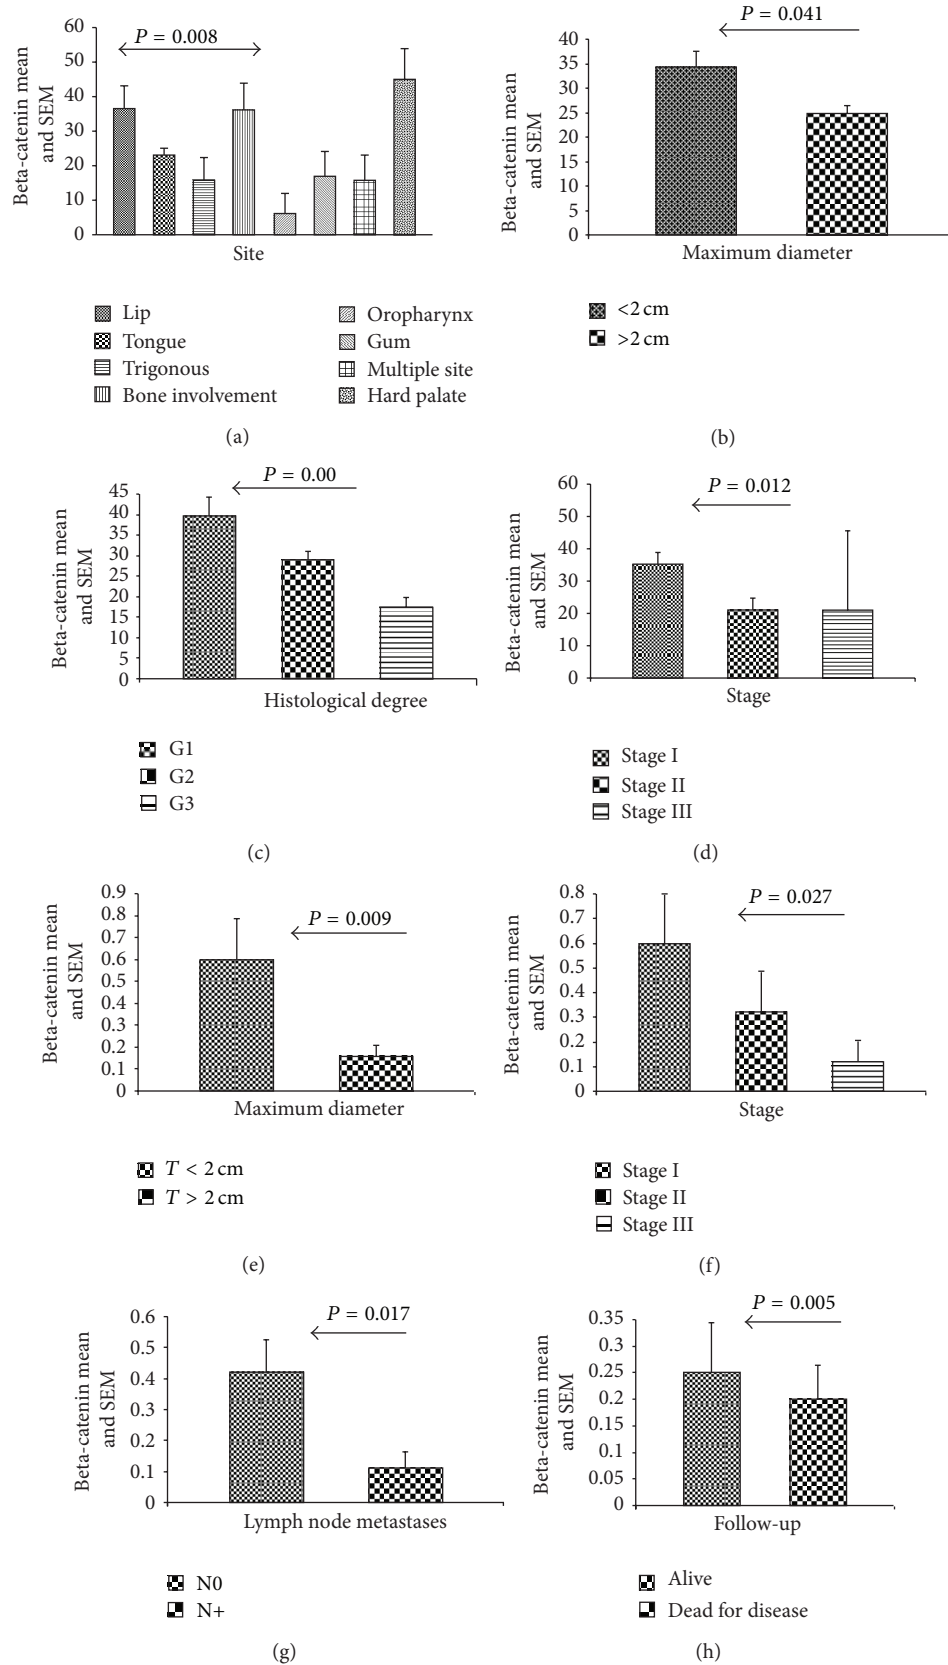 P = 0.008
Beta-catenin mean
and SEM
60
50
40
30
20
10
0
Site
Lip
Tongue
Trigonous
Bone involvement
Oropharynx
Gum
Multiple site
Hard palate
(a)
P = 0.041
Beta-catenin mean
and SEM
40
35
30
25
20
15
10
5
0
Maximum diameter
<2 cm
>2 cm
(b)
P = 0.00
Beta-catenin mean
and SEM
45
40
35
30
25
20
15
10
5
0
Histological degree
G1
G2
G3
(c)
P = 0.012
Beta-catenin mean
and SEM
60
50
40
30
20
10
0
Stage
Stage I
Stage II
Stage III
(d)
P = 0.009
Beta-catenin mean
and SEM
0.9
0.8
0.7
0.6
0.5
0.4
0.3
0.2
0.1
0
Maximum diameter
T < 2 cm
T > 2 cm
(e)
P = 0.027
Beta-catenin mean
and SEM
0.8
0.7
0.6
0.5
0.4
0.3
0.2
0.1
0
Stage
Stage I
Stage II
Stage III
(f)
P = 0.017
Beta-catenin mean
and SEM
0.6
0.5
0.4
0.3
0.2
0.1
0
Lymph node metastases
N0
N+
(g)
P = 0.005
Beta-catenin mean
and SEM
0.35
0.3
0.25
0.2
0.15
0.1
0.05
0
Follow-up
Alive
Dead for disease
(h)